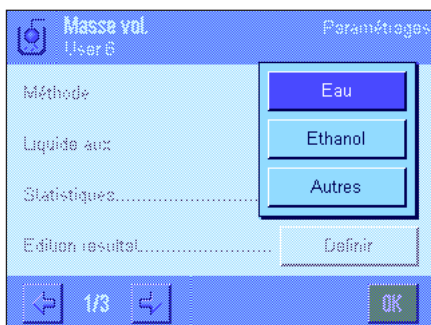 Masse vol. Paramétrages
User 6
Méthode Eau
Liquide aux Ethanol
Statistiques.............. Autres
Edition resultat...................... Définir
1/3 OK